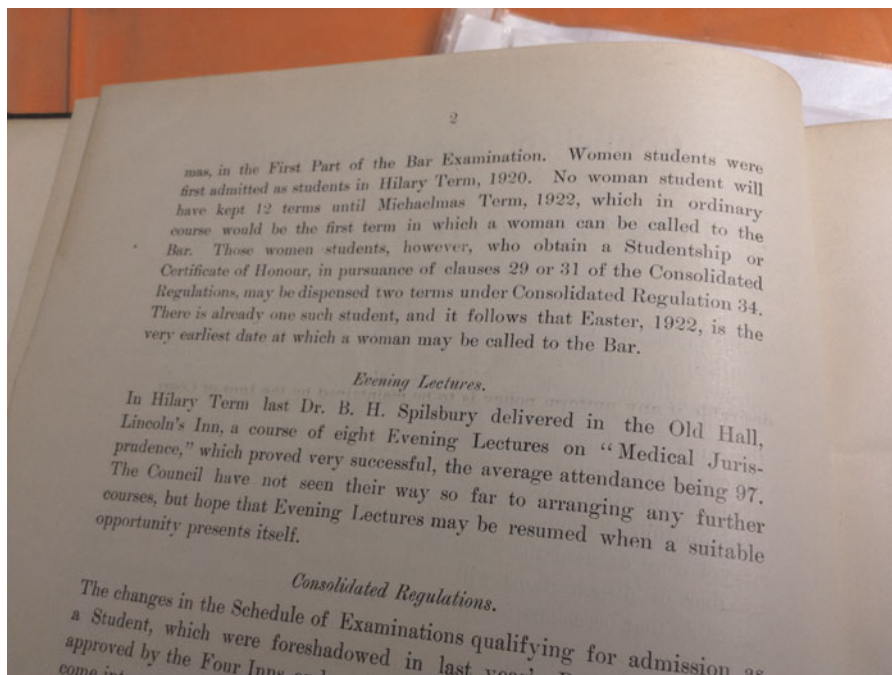 2
mas, in the First Part of the Bar Examination. Women students were
first admitted as students in Hilary Term, 1920. No woman student will
have kept 12 terms until Michaelmas Term, 1922, which in ordinary
course would be the first term in which a woman can be called to the
Bar. Those women students, however, who obtain a Studentship or
Certificate of Honour, in pursuance of clauses 29 or 31 of the Consolidated
Regulations, may be dispensed two terms under Consolidated Regulation 34.
There is already one such student, and it follows that Easter, 1922, is the
very earliest date at which a woman may be called to the Bar.
Evening Lectures.
In Hilary Term last Dr. B. H. Spilsbury delivered in the Old Hall,
Lincoln's Inn, a course of eight Evening Lectures on "Medical Juris-
prudence," which proved very successful, the average attendance being 97.
The Council have not seen their way so far to arranging any further
courses, but hope that Evening Lectures may be resumed when a suitable
opportunity presents itself.
Consolidated Regulations.
The changes in the Schedule of Examinations qualifying for admission as
a Student, which were foreshadowed in last year's
approved by the Four Inns
come